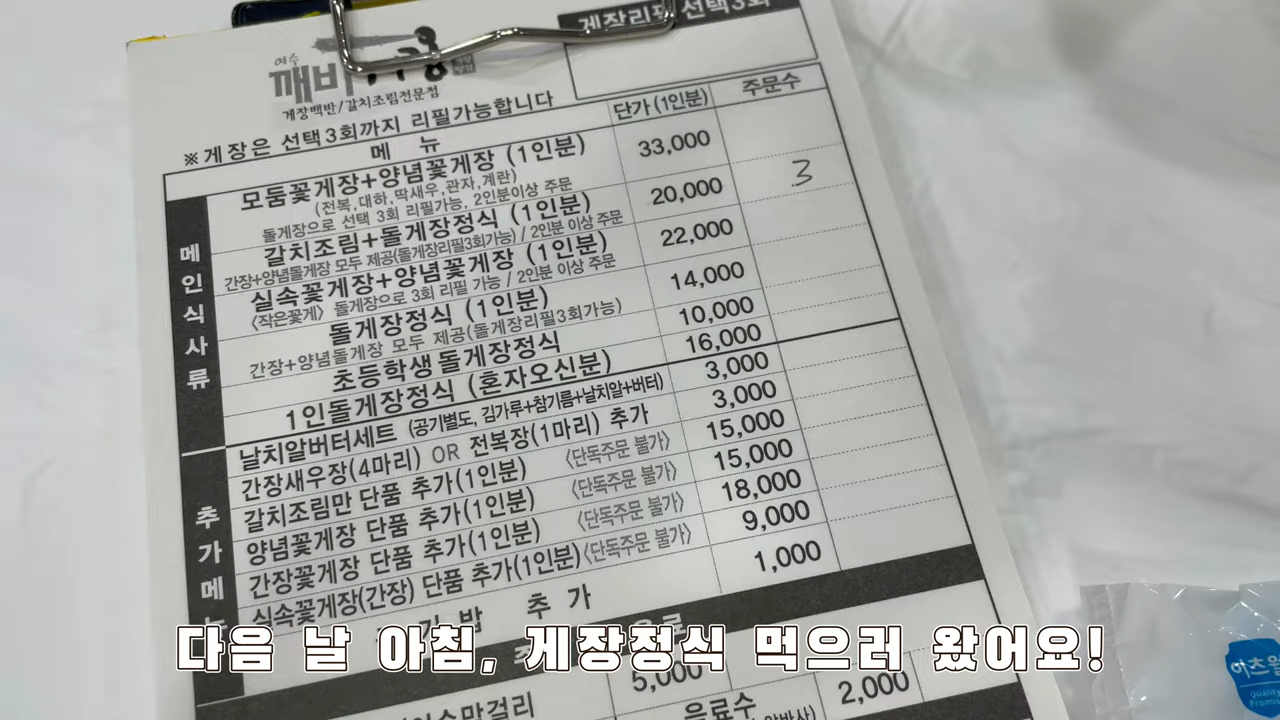 게장리필 선택3회
여수
깨비
게장백반/갈치조림전문점
※게장은 선택3회까지 리필가능합니다
메 뉴 단가(1인분) 주문수
메인식사류
모둠꽃게장+양념꽃게장 (1인분) 33,000
(전복,대하,딱새우,관자,계란)
돌게장으로 선택 3회 리필가능, 2인분이상 주문
갈치조림+돌게장정식 (1인분) 20,000 3
간장+양념돌게장 모두 제공(돌게장리필3회가능) / 2인분 이상 주문
실속꽃게장+양념꽃게장 (1인분) 22,000
〈작은꽃게〉 돌게장으로 3회 리필 가능 / 2인분 이상 주문
돌게장정식 (1인분) 14,000
간장+양념돌게장 모두 제공(돌게장리필3회가능)
초등학생돌게장정식 10,000
1인돌게장정식 (혼자오신분) 16,000
추가메
날치알버터세트 (공기별도, 김가루+참기름+날치알+버터) 3,000
간장새우장(4마리) OR 전복장(1마리) 추가 3,000
갈치조림만 단품 추가(1인분) 〈단독주문 불가〉 15,000
양념꽃게장 단품 추가(1인분) 〈단독주문 불가〉 15,000
간장꽃게장 단품 추가(1인분) 〈단독주문 불가〉 18,000
실속꽃게장(간장) 단품 추가(1인분) 〈단독주문 불가〉 9,000
밥 추 가 1,000
다음 날 아침, 게장정식 먹으러 왔어요!
5,000 음료수 2,000
Quality
Promise